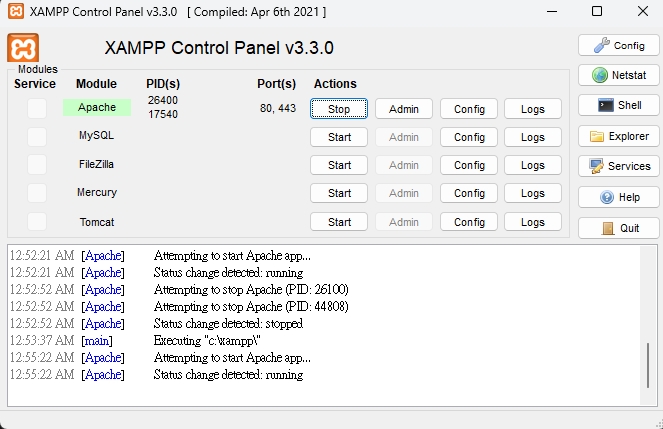 XAMPP Control Panel v3.3.0 [ Compiled: Apr 6th 2021 ]
XAMPP Control Panel v3.3.0
Config
Modules
Service Module PID(s) Port(s) Actions
Netstat
Apache 26400 17540 80, 443 Stop Admin Config Logs
Shell
MySQL Start Admin Config Logs
Explorer
FileZilla Start Admin Config Logs
Services
Mercury Start Admin Config Logs
Help
Tomcat Start Admin Config Logs
Quit
12:52:21 AM [Apache] Attempting to start Apache app...
12:52:21 AM [Apache] Status change detected: running
12:52:52 AM [Apache] Attempting to stop Apache (PID: 26100)
12:52:52 AM [Apache] Attempting to stop Apache (PID: 44808)
12:52:52 AM [Apache] Status change detected: stopped
12:53:37 AM [main] Executing "c:\xampp\"
12:55:22 AM [Apache] Attempting to start Apache app...
12:55:22 AM [Apache] Status change detected: running